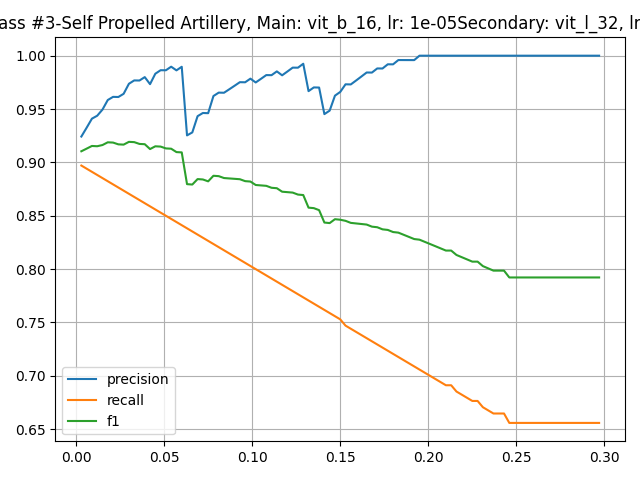 ass #3-Self Propelled Artillery, Main: vit_b_16, lr: 1e-05Secondary: vit_l_32, lr
1.00
0.95
0.90
0.85
0.80
0.75
0.70
0.65
precision
recall
f1
0.00 0.05 0.10 0.15 0.20 0.25 0.30